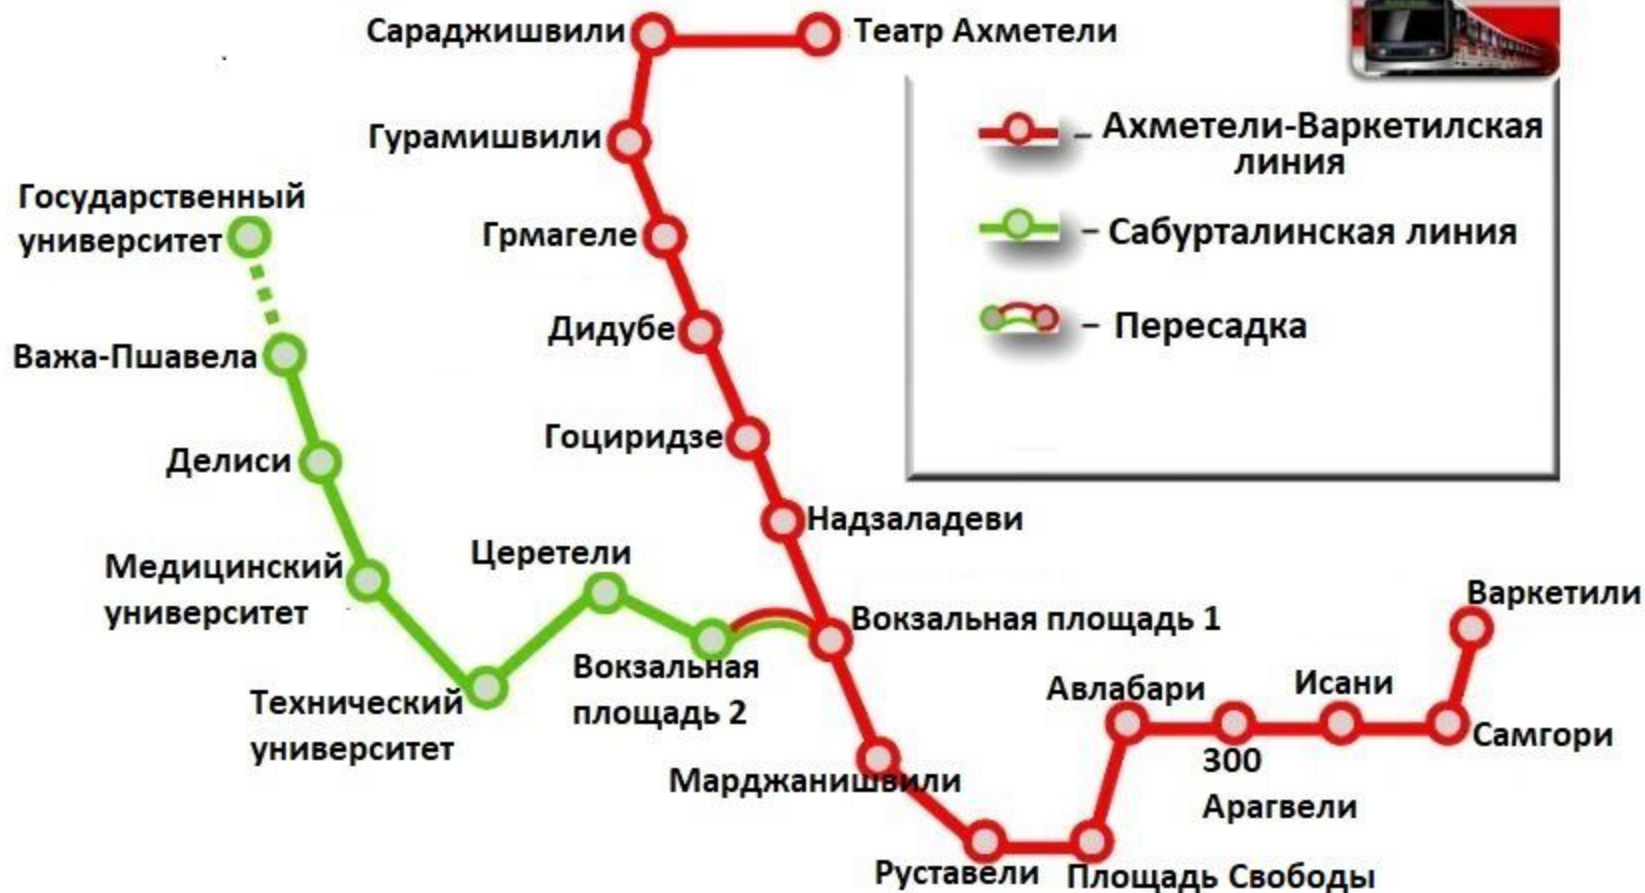 Сараджишвили
Театр Ахметели
Гурамишвили
Государственный
университет
Грмагеле
Дидубе
Важа-Пшавела
Гоциридзе
Делиси
Надзаладеви
Церетели
Медицинский
университет
Вокзальная площадь 1
Вокзальная
площадь 2
Технический
университет
Марджанишвили
Руставели
Площадь Свободы
Авлабари
300
Арагвели
Исани
Самгори
Варкетили
– Ахметели-Варкетилская
линия
– Сабурталинская линия
– Пересадка